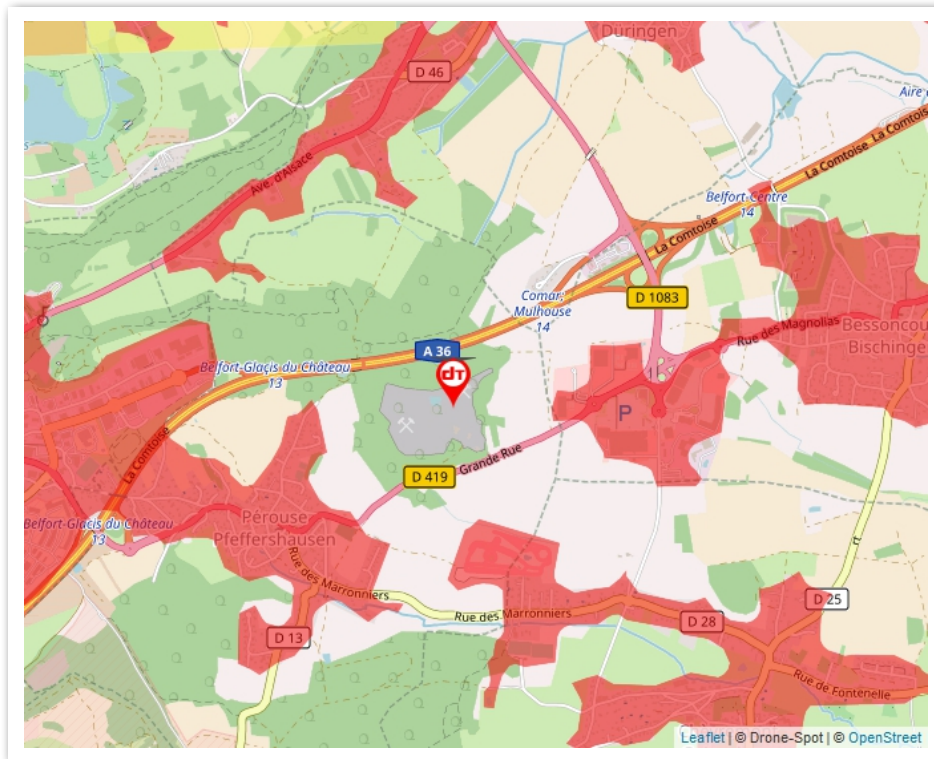 Düringen
D 46
Aire
La Comtoise
La Comtoise
Ave. d'Alsace
Belfort Centre
14
La Comtoise
Comar,
Mulhouse
14
D 1083
Rue des Magnolias
Bessoncou
Bischinge
A 36
Belfort-Glacis du Château
13
dT
P
La Comtoise
Grande Rue
D 419
Belfort-Glacis du Château
13
Pérouse
Pfeffershausen
Rue des Marronniers
Rue des Marronniers
D 25
D 28
D 13
Rue de Fontenelle
Leaflet | © Drone-Spot | © OpenStreet